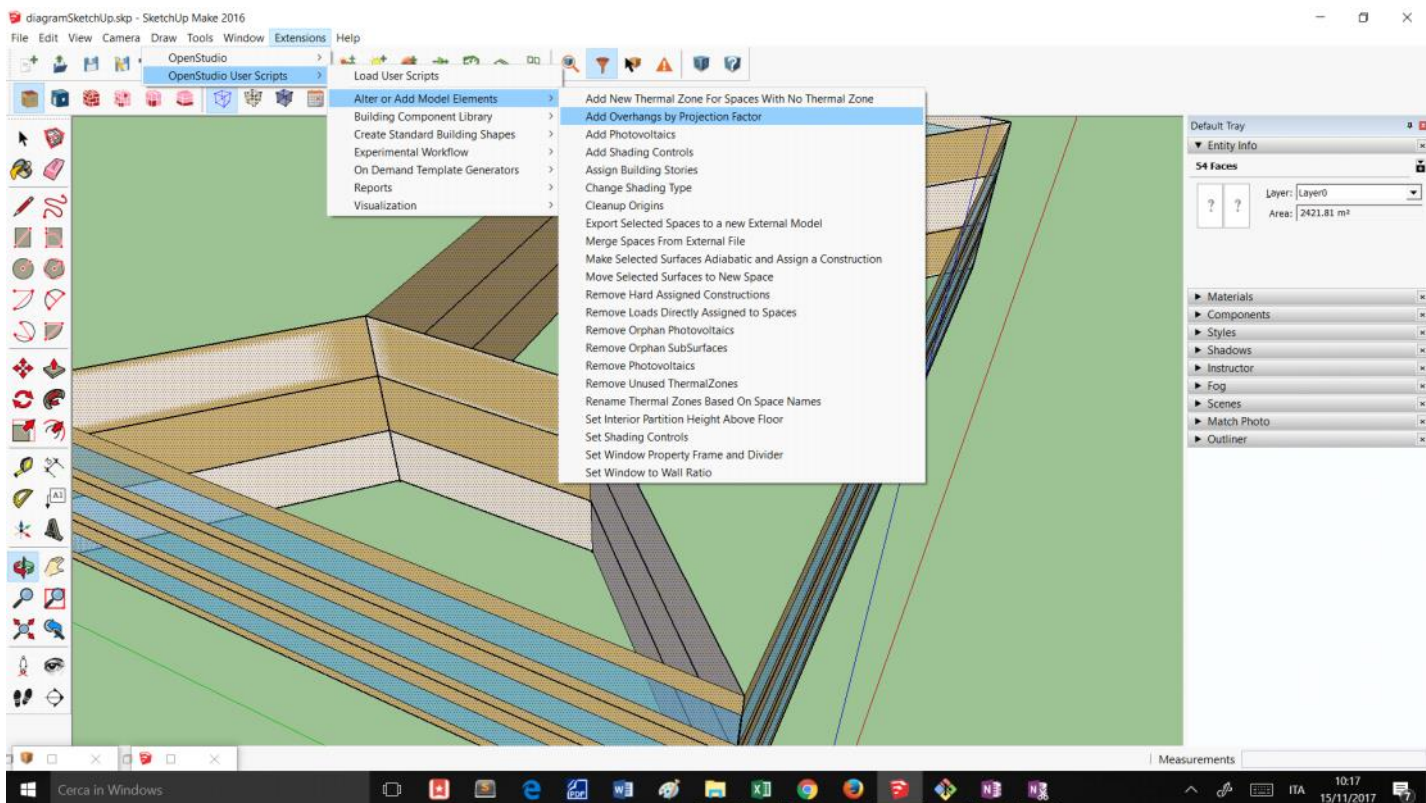 diagramSketchUp.skp - SketchUp Make 2016
File Edit View Camera Draw Tools Window Extensions Help
OpenStudio
OpenStudio User Scripts
Load User Scripts
Alter or Add Model Elements
Building Component Library
Create Standard Building Shapes
Experimental Workflow
On Demand Template Generators
Reports
Visualization
Add New Thermal Zone For Spaces With No Thermal Zone
Add Overhangs by Projection Factor
Add Photovoltaics
Add Shading Controls
Assign Building Stories
Change Shading Type
Cleanup Origins
Export Selected Spaces to a new External Model
Merge Spaces From External File
Make Selected Surfaces Adiabatic and Assign a Construction
Move Selected Surfaces to New Space
Remove Hard Assigned Constructions
Remove Loads Directly Assigned to Spaces
Remove Orphan Photovoltaics
Remove Orphan SubSurfaces
Remove Photovoltaics
Remove Unused ThermalZones
Rename Thermal Zones Based On Space Names
Set Interior Partition Height Above Floor
Set Shading Controls
Set Window Property Frame and Divider
Set Window to Wall Ratio
Default Tray
Entity Info
54 Faces
? ?
Layer: Layer0
Area: 2421.81 m²
Materials
Components
Styles
Shadows
Instructor
Fog
Scenes
Match Photo
Outliner
Measurements
Cerca in Windows
ITA
10:17
15/11/2017